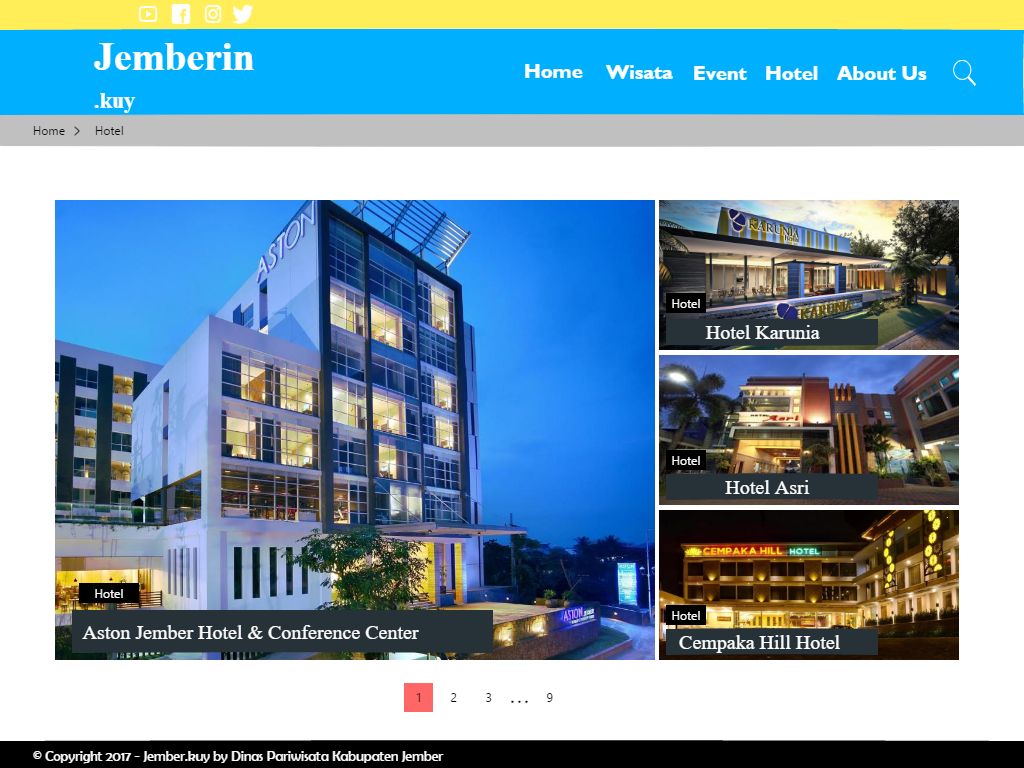 Jemberin
.kuy
Home Wisata Event Hotel About Us
Home > Hotel
ASTON
Hotel
Aston Jember Hotel & Conference Center
ASTON
KARUNIA
KARUNIA
Hotel
Hotel Karunia
Asri
Hotel
Hotel Asri
CEMPAKA HILL HOTEL
Hotel
Cempaka Hill Hotel
1 2 3 ... 9
© Copyright 2017 - Jember.kuy by Dinas Pariwisata Kabupaten Jember